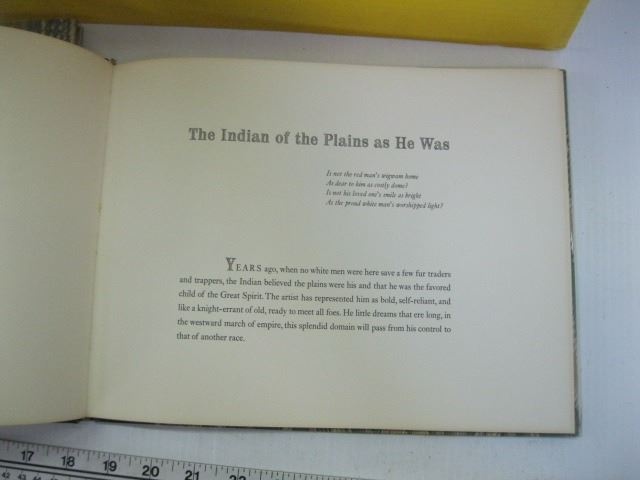 The Indian of the Plains as He Was
Is not the red man's wigwam home
As dear to him as costly dome?
Is not his loved one's smile as bright
As the proud white man's worshipped light?
YEARS ago, when no white men were here save a few fur traders
and trappers, the Indian believed the plains were his and that he was the favored
child of the Great Spirit. The artist has represented him as bold, self-reliant, and
like a knight-errant of old, ready to meet all foes. He little dreams that ere long, in
the westward march of empire, this splendid domain will pass from his control to
that of another race.
17 18 19 20 21
42 43 44